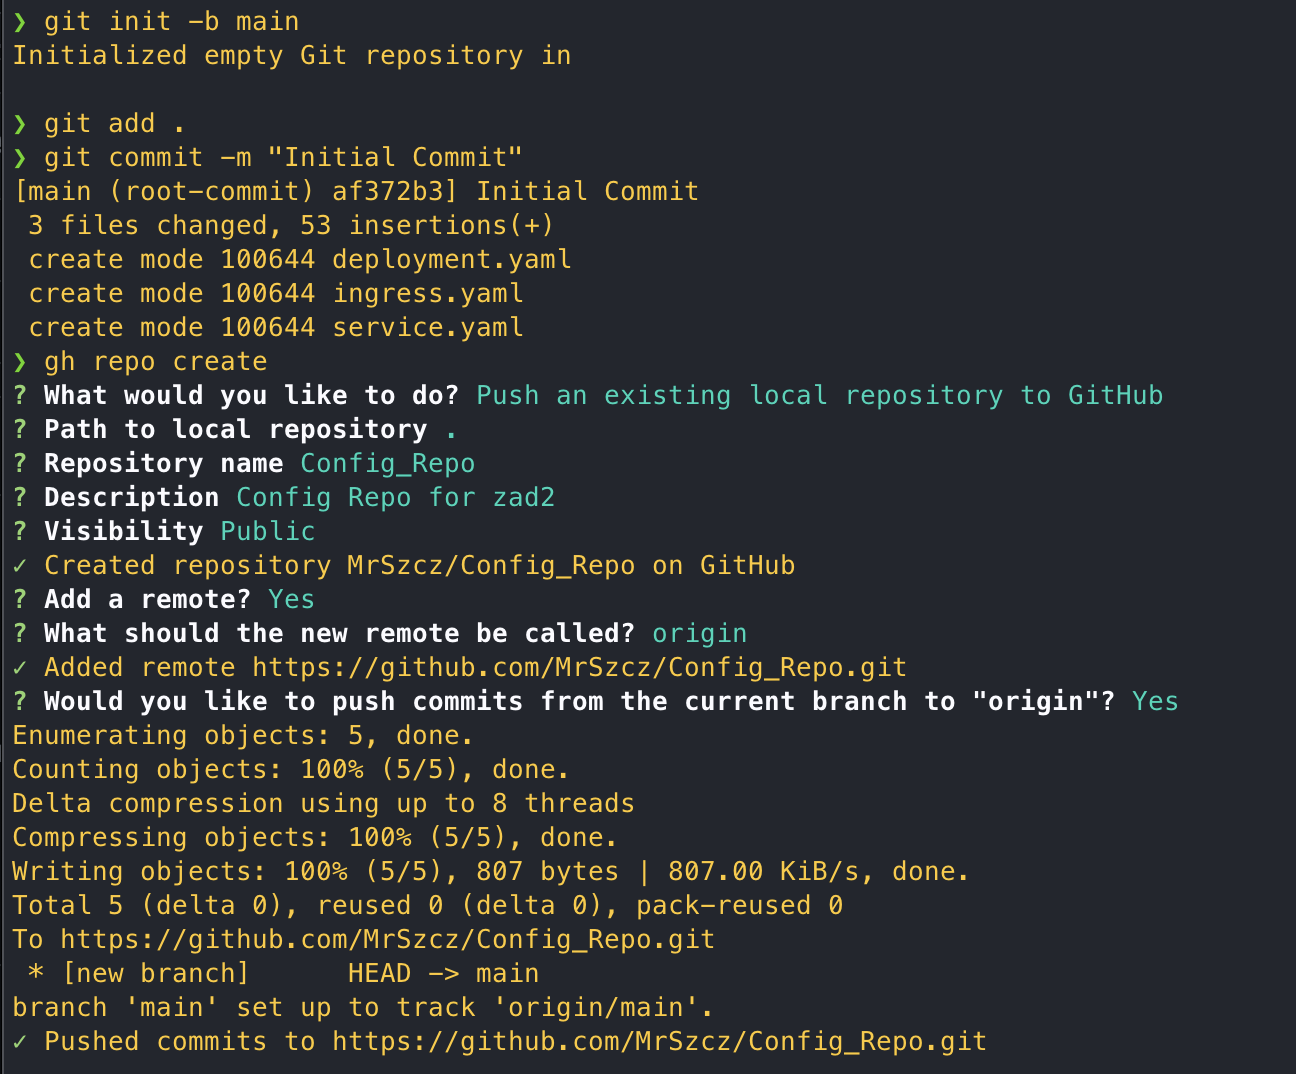 ❯ git init -b main
Initialized empty Git repository in
❯ git add .
❯ git commit -m "Initial Commit"
[main (root-commit) af372b3] Initial Commit
 3 files changed, 53 insertions(+)
 create mode 100644 deployment.yaml
 create mode 100644 ingress.yaml
 create mode 100644 service.yaml
❯ gh repo create
? What would you like to do? Push an existing local repository to GitHub
? Path to local repository .
? Repository name Config_Repo
? Description Config Repo for zad2
? Visibility Public
✓ Created repository MrSzcz/Config_Repo on GitHub
? Add a remote? Yes
? What should the new remote be called? origin
✓ Added remote https://github.com/MrSzcz/Config_Repo.git
? Would you like to push commits from the current branch to "origin"? Yes
Enumerating objects: 5, done.
Counting objects: 100% (5/5), done.
Delta compression using up to 8 threads
Compressing objects: 100% (5/5), done.
Writing objects: 100% (5/5), 807 bytes | 807.00 KiB/s, done.
Total 5 (delta 0), reused 0 (delta 0), pack-reused 0
To https://github.com/MrSzcz/Config_Repo.git
 * [new branch]      HEAD -> main
branch 'main' set up to track 'origin/main'.
✓ Pushed commits to https://github.com/MrSzcz/Config_Repo.git